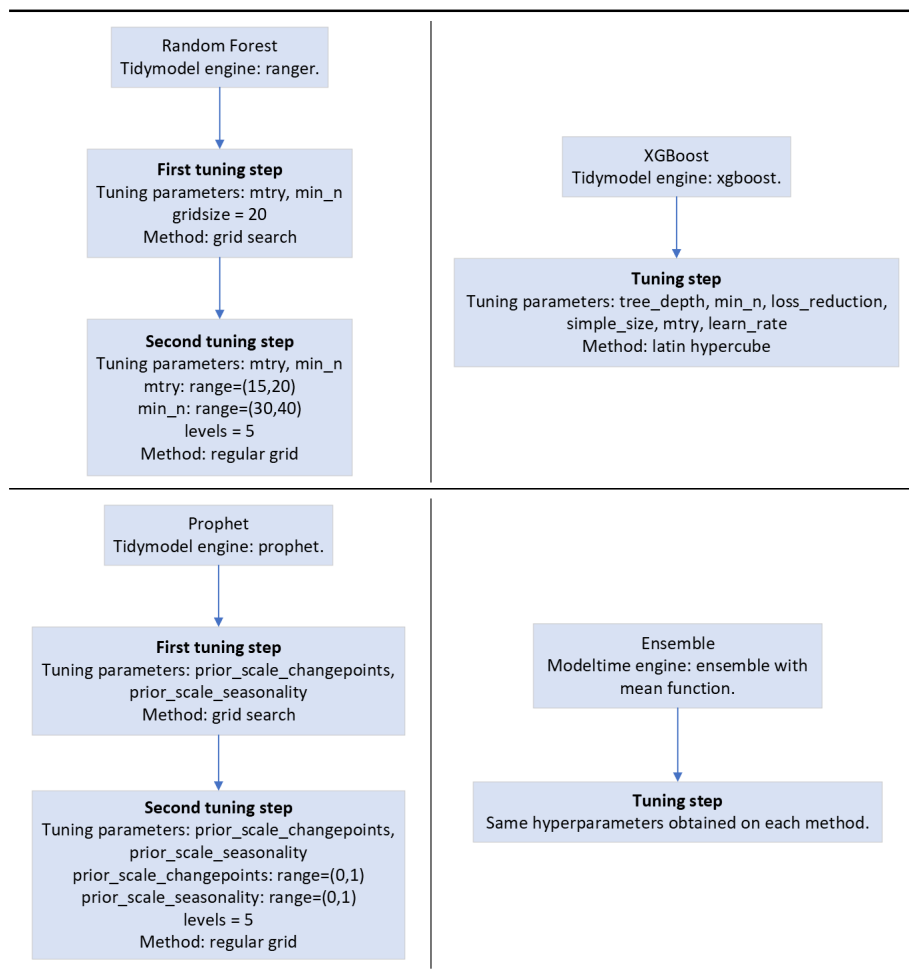 Random Forest
Tidymodel engine: ranger.
First tuning step
Tuning parameters: mtry, min_n
gridsize = 20
Method: grid search
Second tuning step
Tuning parameters: mtry, min_n
mtry: range=(15,20)
min_n: range=(30,40)
levels = 5
Method: regular grid
XGBoost
Tidymodel engine: xgboost.
Tuning step
Tuning parameters: tree_depth, min_n, loss_reduction,
simple_size, mtry, learn_rate
Method: latin hypercube
Prophet
Tidymodel engine: prophet.
First tuning step
Tuning parameters: prior_scale_changepoints,
prior_scale_seasonality
Method: grid search
Second tuning step
Tuning parameters: prior_scale_changepoints,
prior_scale_seasonality
prior_scale_changepoints: range=(0,1)
prior_scale_seasonality: range=(0,1)
levels = 5
Method: regular grid
Ensemble
Modeltime engine: ensemble with
mean function.
Tuning step
Same hyperparameters obtained on each method.